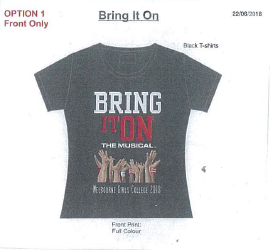 OPTION 1
Front Only
Bring It On
22/08/2018
Black T-shirts
BRING
IT ON
THE MUSICAL
MELBOURNE GIRLS COLLEGE 2018
Front Print:
Full Colour